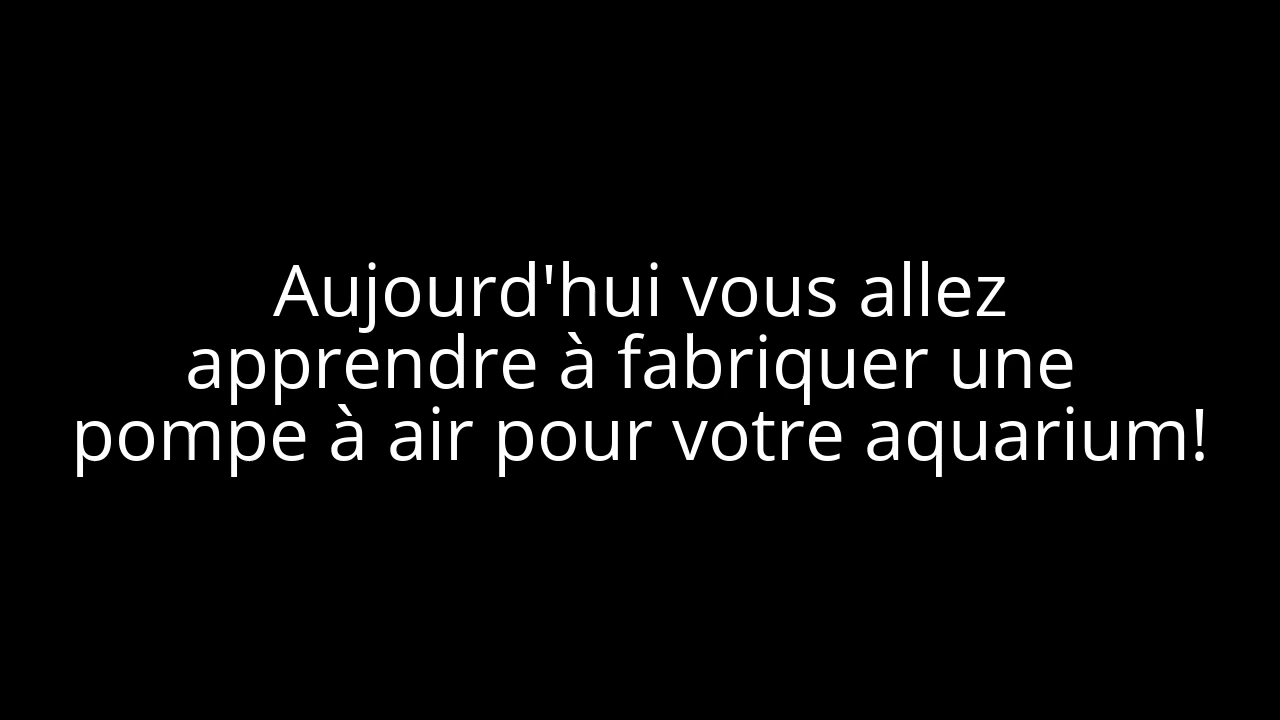 Aujourd'hui vous allez
apprendre à fabriquer une
pompe à air pour votre aquarium!